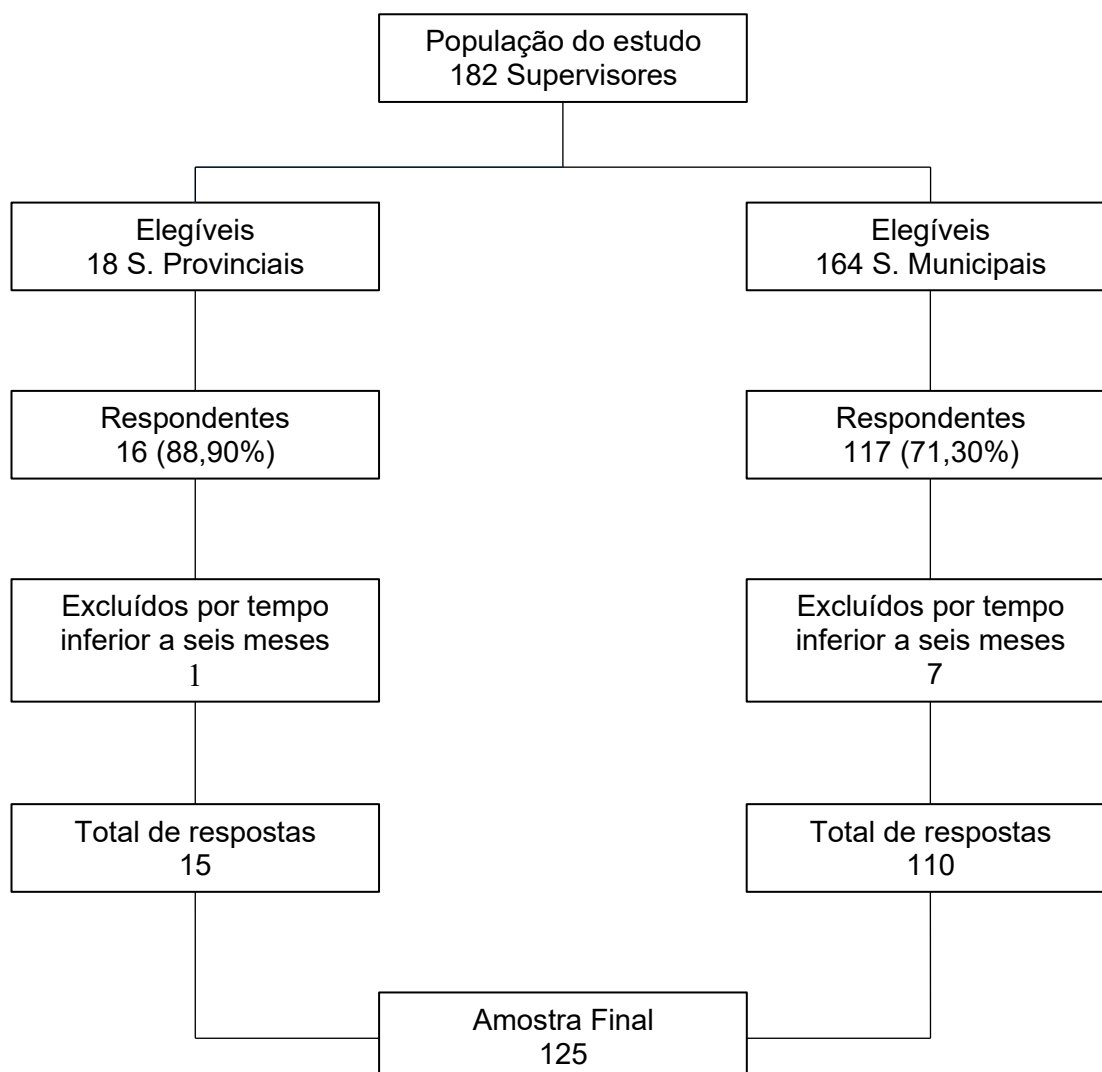 População do estudo
182 Supervisores
Elegíveis
18 S. Provinciais
Elegíveis
164 S. Municipais
Respondentes
16 (88,90%)
Respondentes
117 (71,30%)
Excluídos por tempo
inferior a seis meses
1
Excluídos por tempo
inferior a seis meses
7
Total de respostas
15
Total de respostas
110
Amostra Final
125